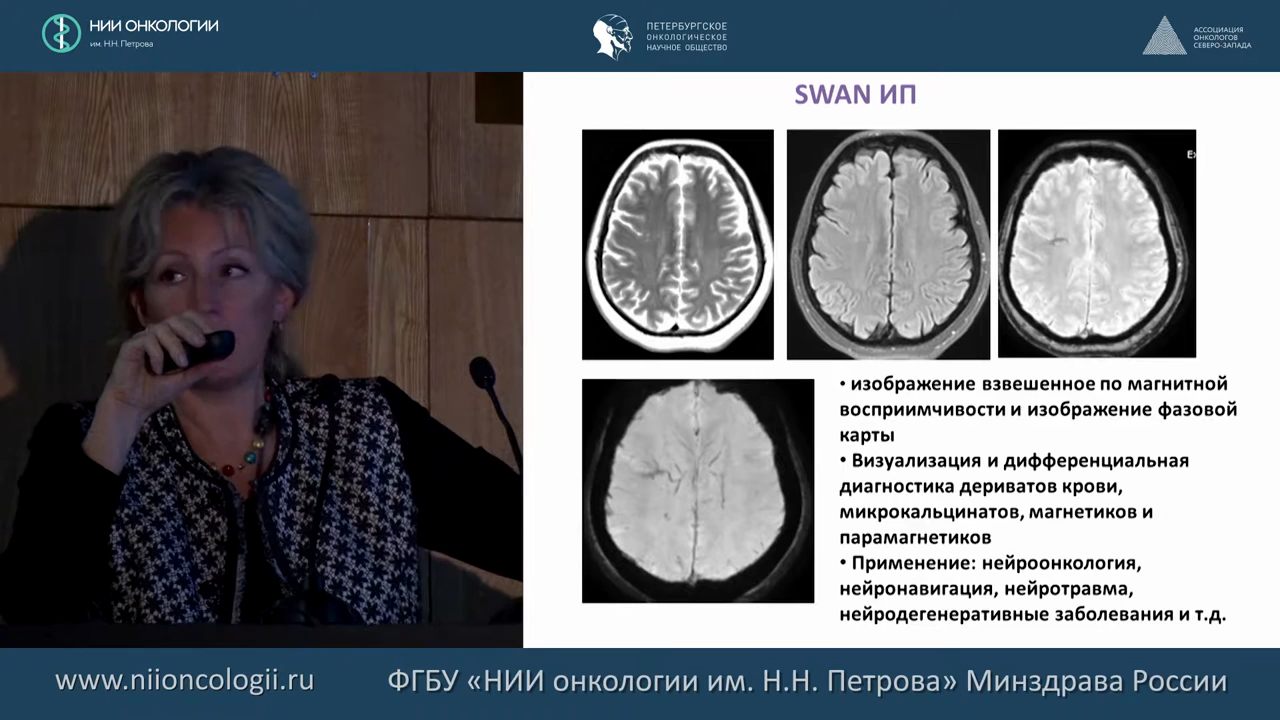 НИИ ОНКОЛОГИИ
им. Н.Н. Петрова
ПЕТЕРБУРГСКОЕ
ОНКОЛОГИЧЕСКОЕ
НАУЧНОЕ ОБЩЕСТВО
АССОЦИАЦИЯ
ОНКОЛОГОВ
СЕВЕРО-ЗАПАДА
SWAN ИП
• изображение взвешенное по магнитной
восприимчивости и изображение фазовой
карты
• Визуализация и дифференциальная
диагностика дериватов крови,
микрокальцинатов, магнетиков и
парамагнетиков
• Применение: нейроонкология,
нейронавигация, нейротравма,
нейродегенеративные заболевания и т.д.
www.niioncologii.ru
ФГБУ «НИИ онкологии им. Н.Н. Петрова» Минздрава России